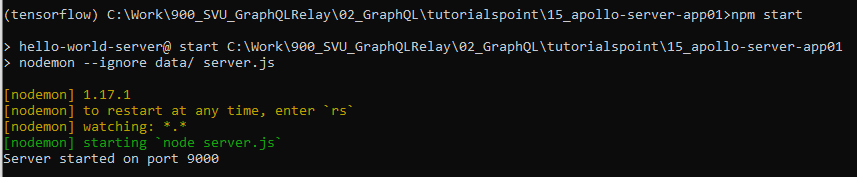 (tensorflow) C:\Work\900_SVU_GraphQLRelay\02_GraphQL\tutorialspoint\15_apollo-server-app01>npm start
> hello-world-server@ start C:\Work\900_SVU_GraphQLRelay\02_GraphQL\tutorialspoint\15_apollo-server-app01
> nodemon --ignore data/ server.js
[nodemon] 1.17.1
[nodemon] to restart at any time, enter `rs`
[nodemon] watching: *.*
[nodemon] starting `node server.js`
Server started on port 9000